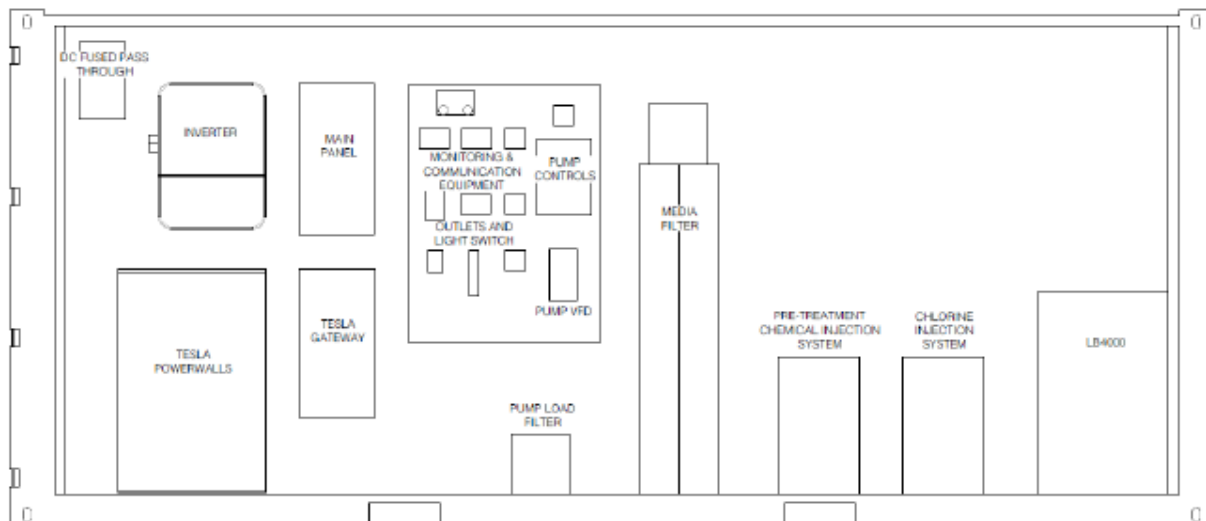 DC FUSED PASS
THROUGH
INVERTER
MAIN
PANEL
MONITORING &
COMMUNICATION
EQUIPMENT
PUMP
CONTROLS
OUTLETS AND
LIGHT SWITCH
PUMP VFD
MEDIA
FILTER
TESLA
POWERWALLS
TESLA
GATEWAY
PUMP LOAD
FILTER
PRE-TREATMENT
CHEMICAL INJECTION
SYSTEM
CHLORINE
INJECTION
SYSTEM
LB4000